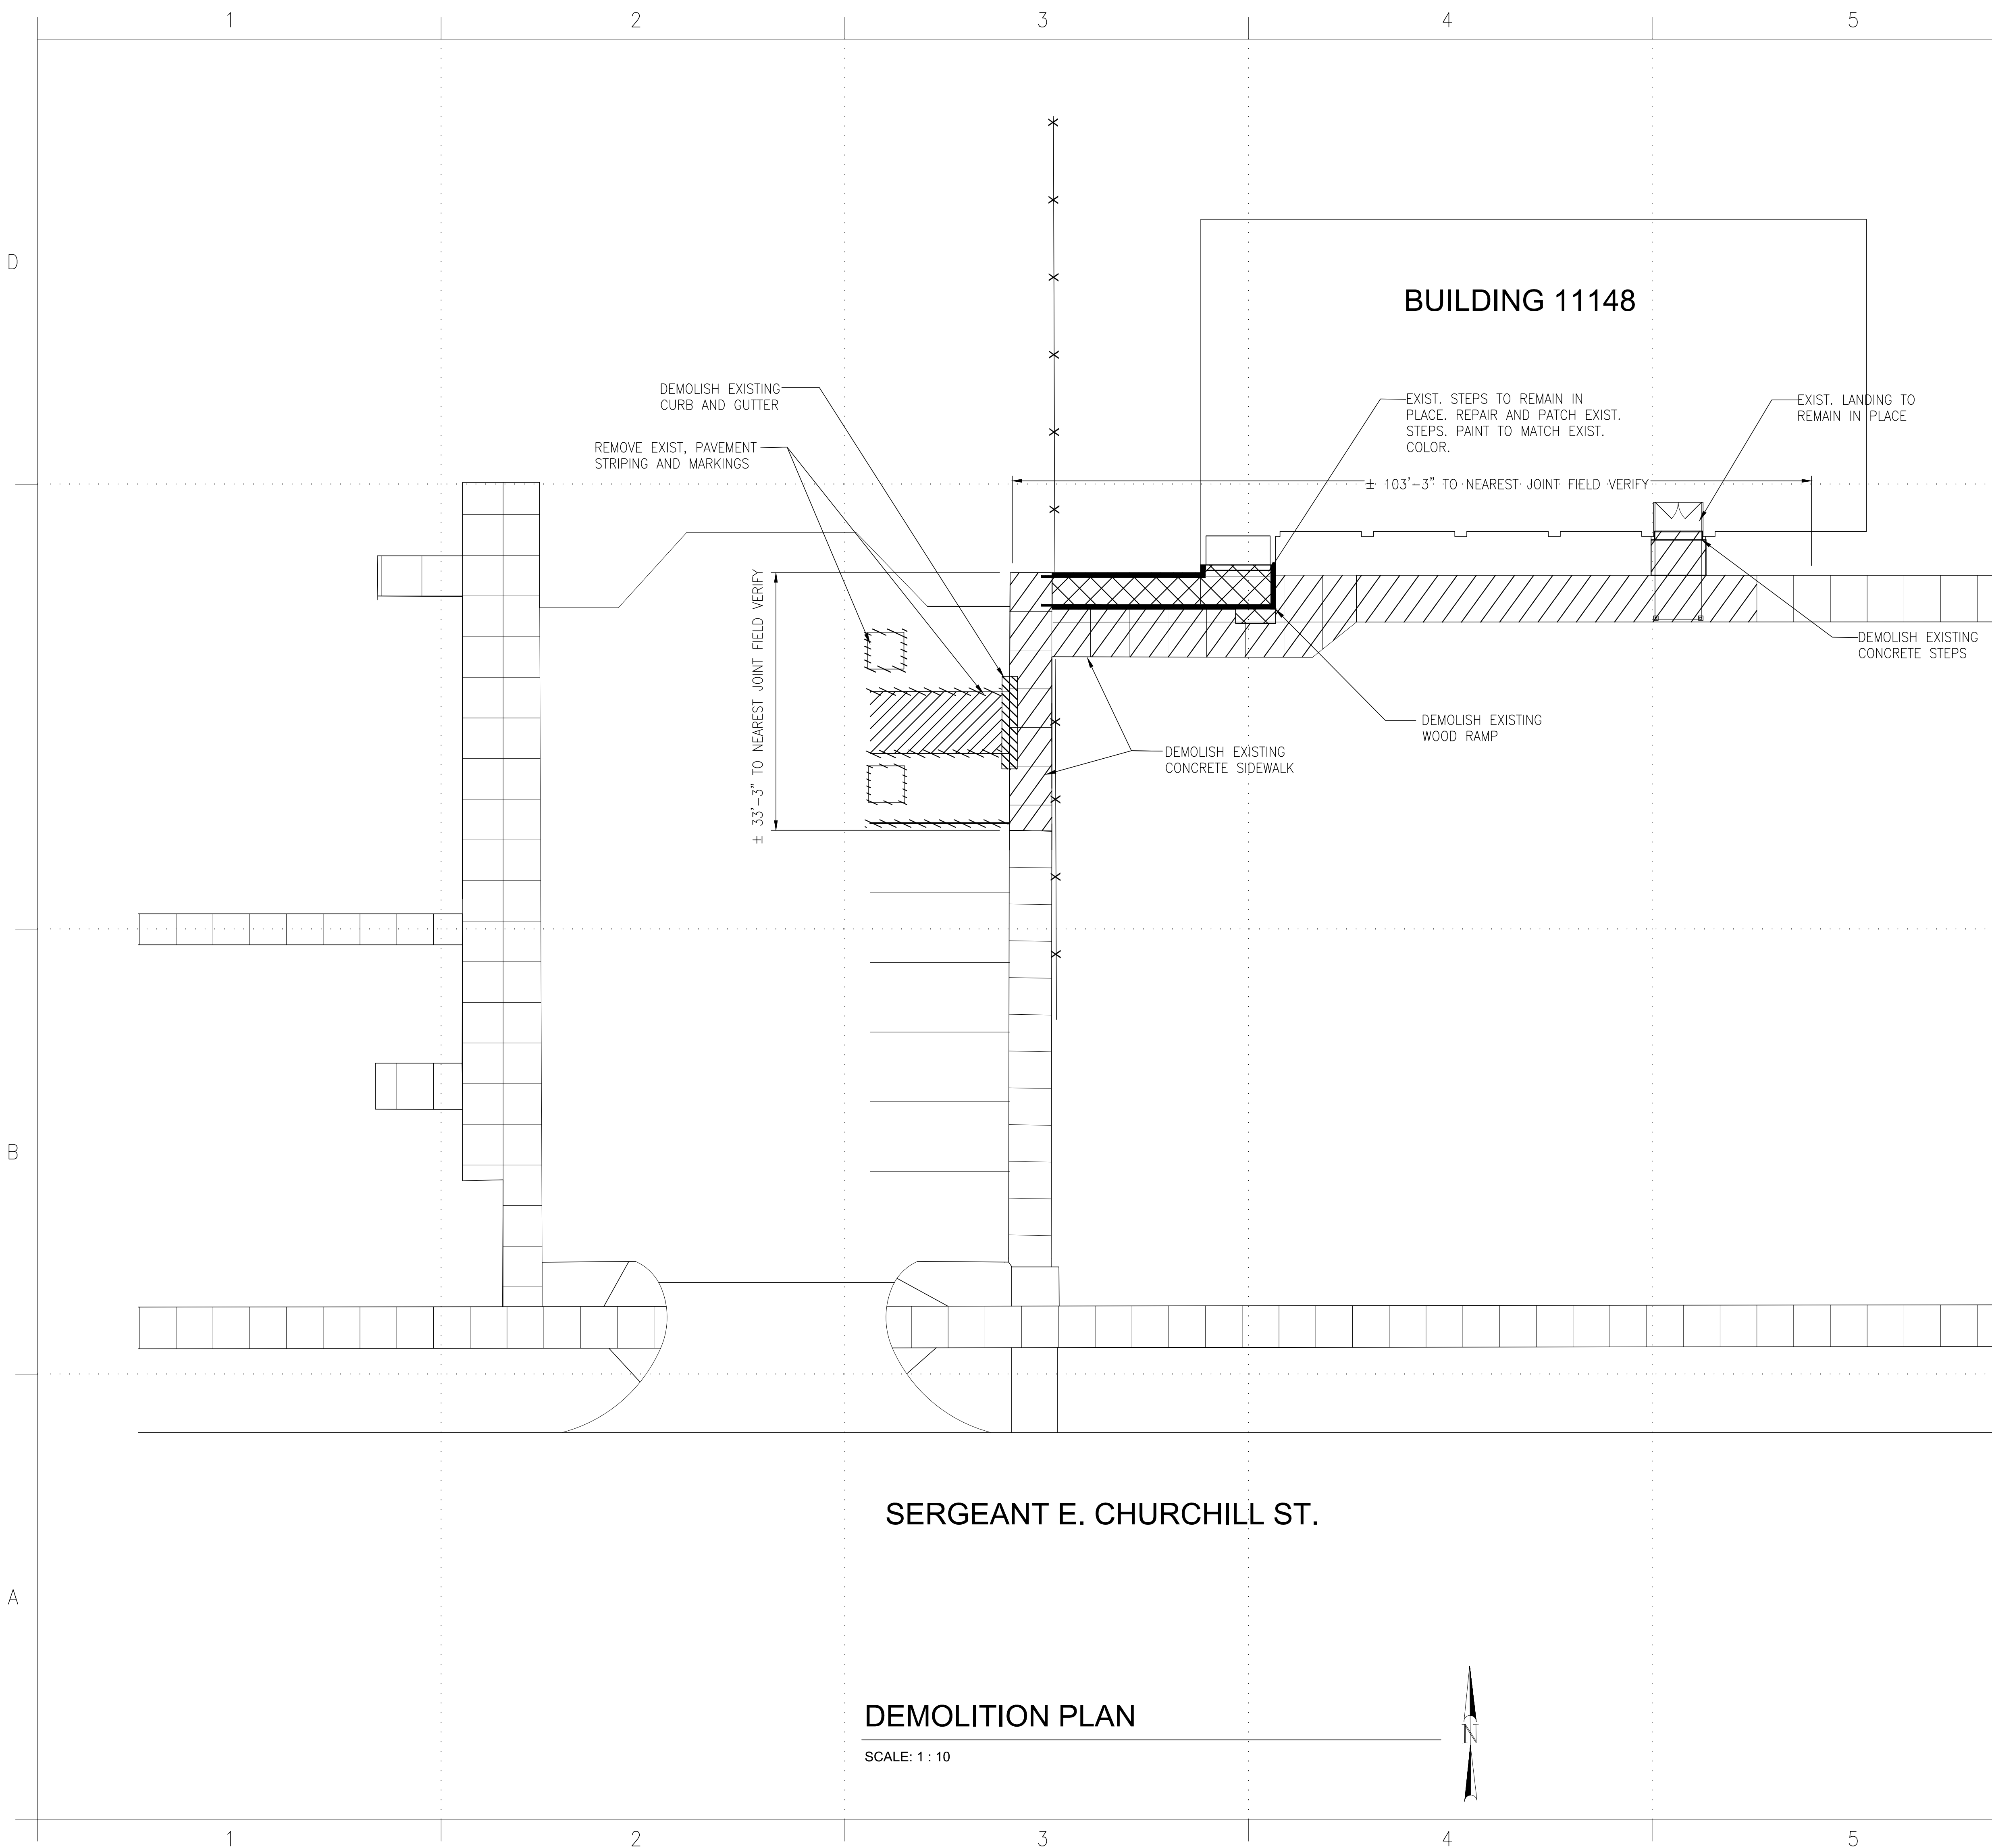 1 2 3 4 5
D
BUILDING 11148
DEMOLISH EXISTING
CURB AND GUTTER
REMOVE EXIST, PAVEMENT
STRIPING AND MARKINGS
EXIST. STEPS TO REMAIN IN
PLACE. REPAIR AND PATCH EXIST.
STEPS. PAINT TO MATCH EXIST.
COLOR.
EXIST. LANDING TO
REMAIN IN PLACE
± 103'-3" TO NEAREST JOINT FIELD VERIFY
± 33'-3" TO NEAREST JOINT FIELD VERIFY
DEMOLISH EXISTING
CONCRETE STEPS
DEMOLISH EXISTING
WOOD RAMP
DEMOLISH EXISTING
CONCRETE SIDEWALK
B
SERGEANT E. CHURCHILL ST.
A
DEMOLITION PLAN
SCALE: 1 : 10
N
1 2 3 4 5